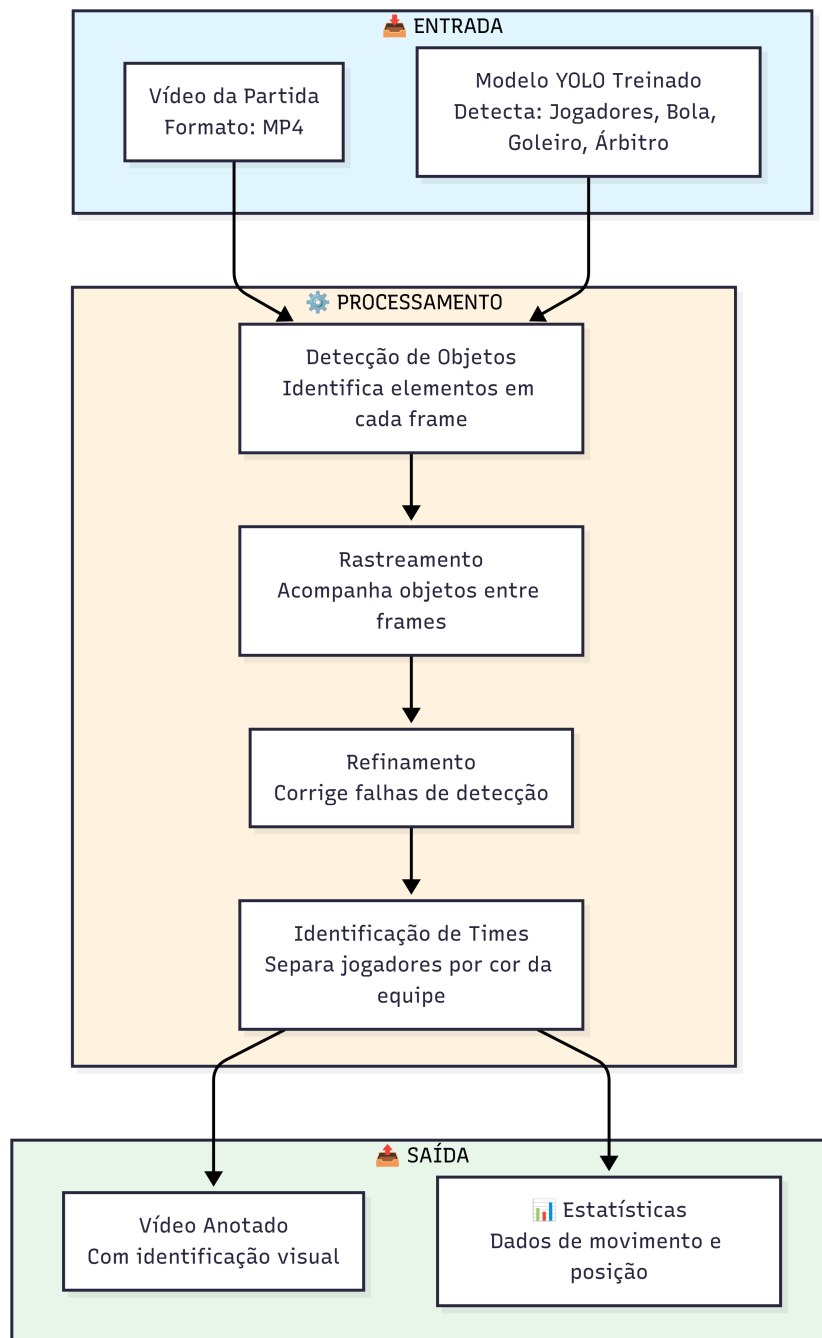 📥 ENTRADA
Vídeo da Partida
Formato: MP4
Modelo YOLO Treinado
Detecta: Jogadores, Bola,
Goleiro, Árbitro
⚙️ PROCESSAMENTO
Detecção de Objetos
Identifica elementos em
cada frame
Rastreamento
Acompanha objetos entre
frames
Refinamento
Corrige falhas de detecção
Identificação de Times
Separa jogadores por cor da
equipe
📤 SAÍDA
Vídeo Anotado
Com identificação visual
📊 Estatísticas
Dados de movimento e
posição